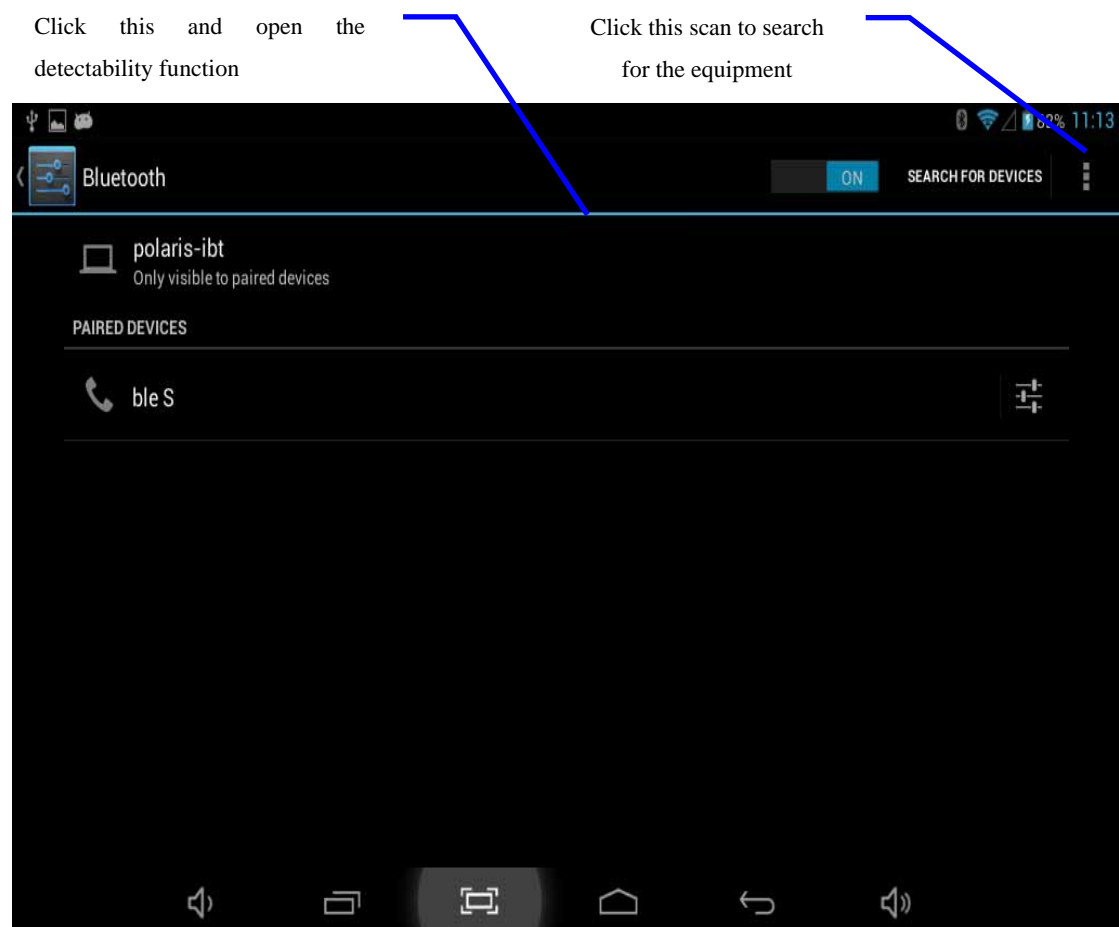 Click this and open the
detectability function
Click this scan to search
for the equipment
82% 11:13
Bluetooth
ON
SEARCH FOR DEVICES
polaris-ibt
Only visible to paired devices
PAIRED DEVICES
ble S